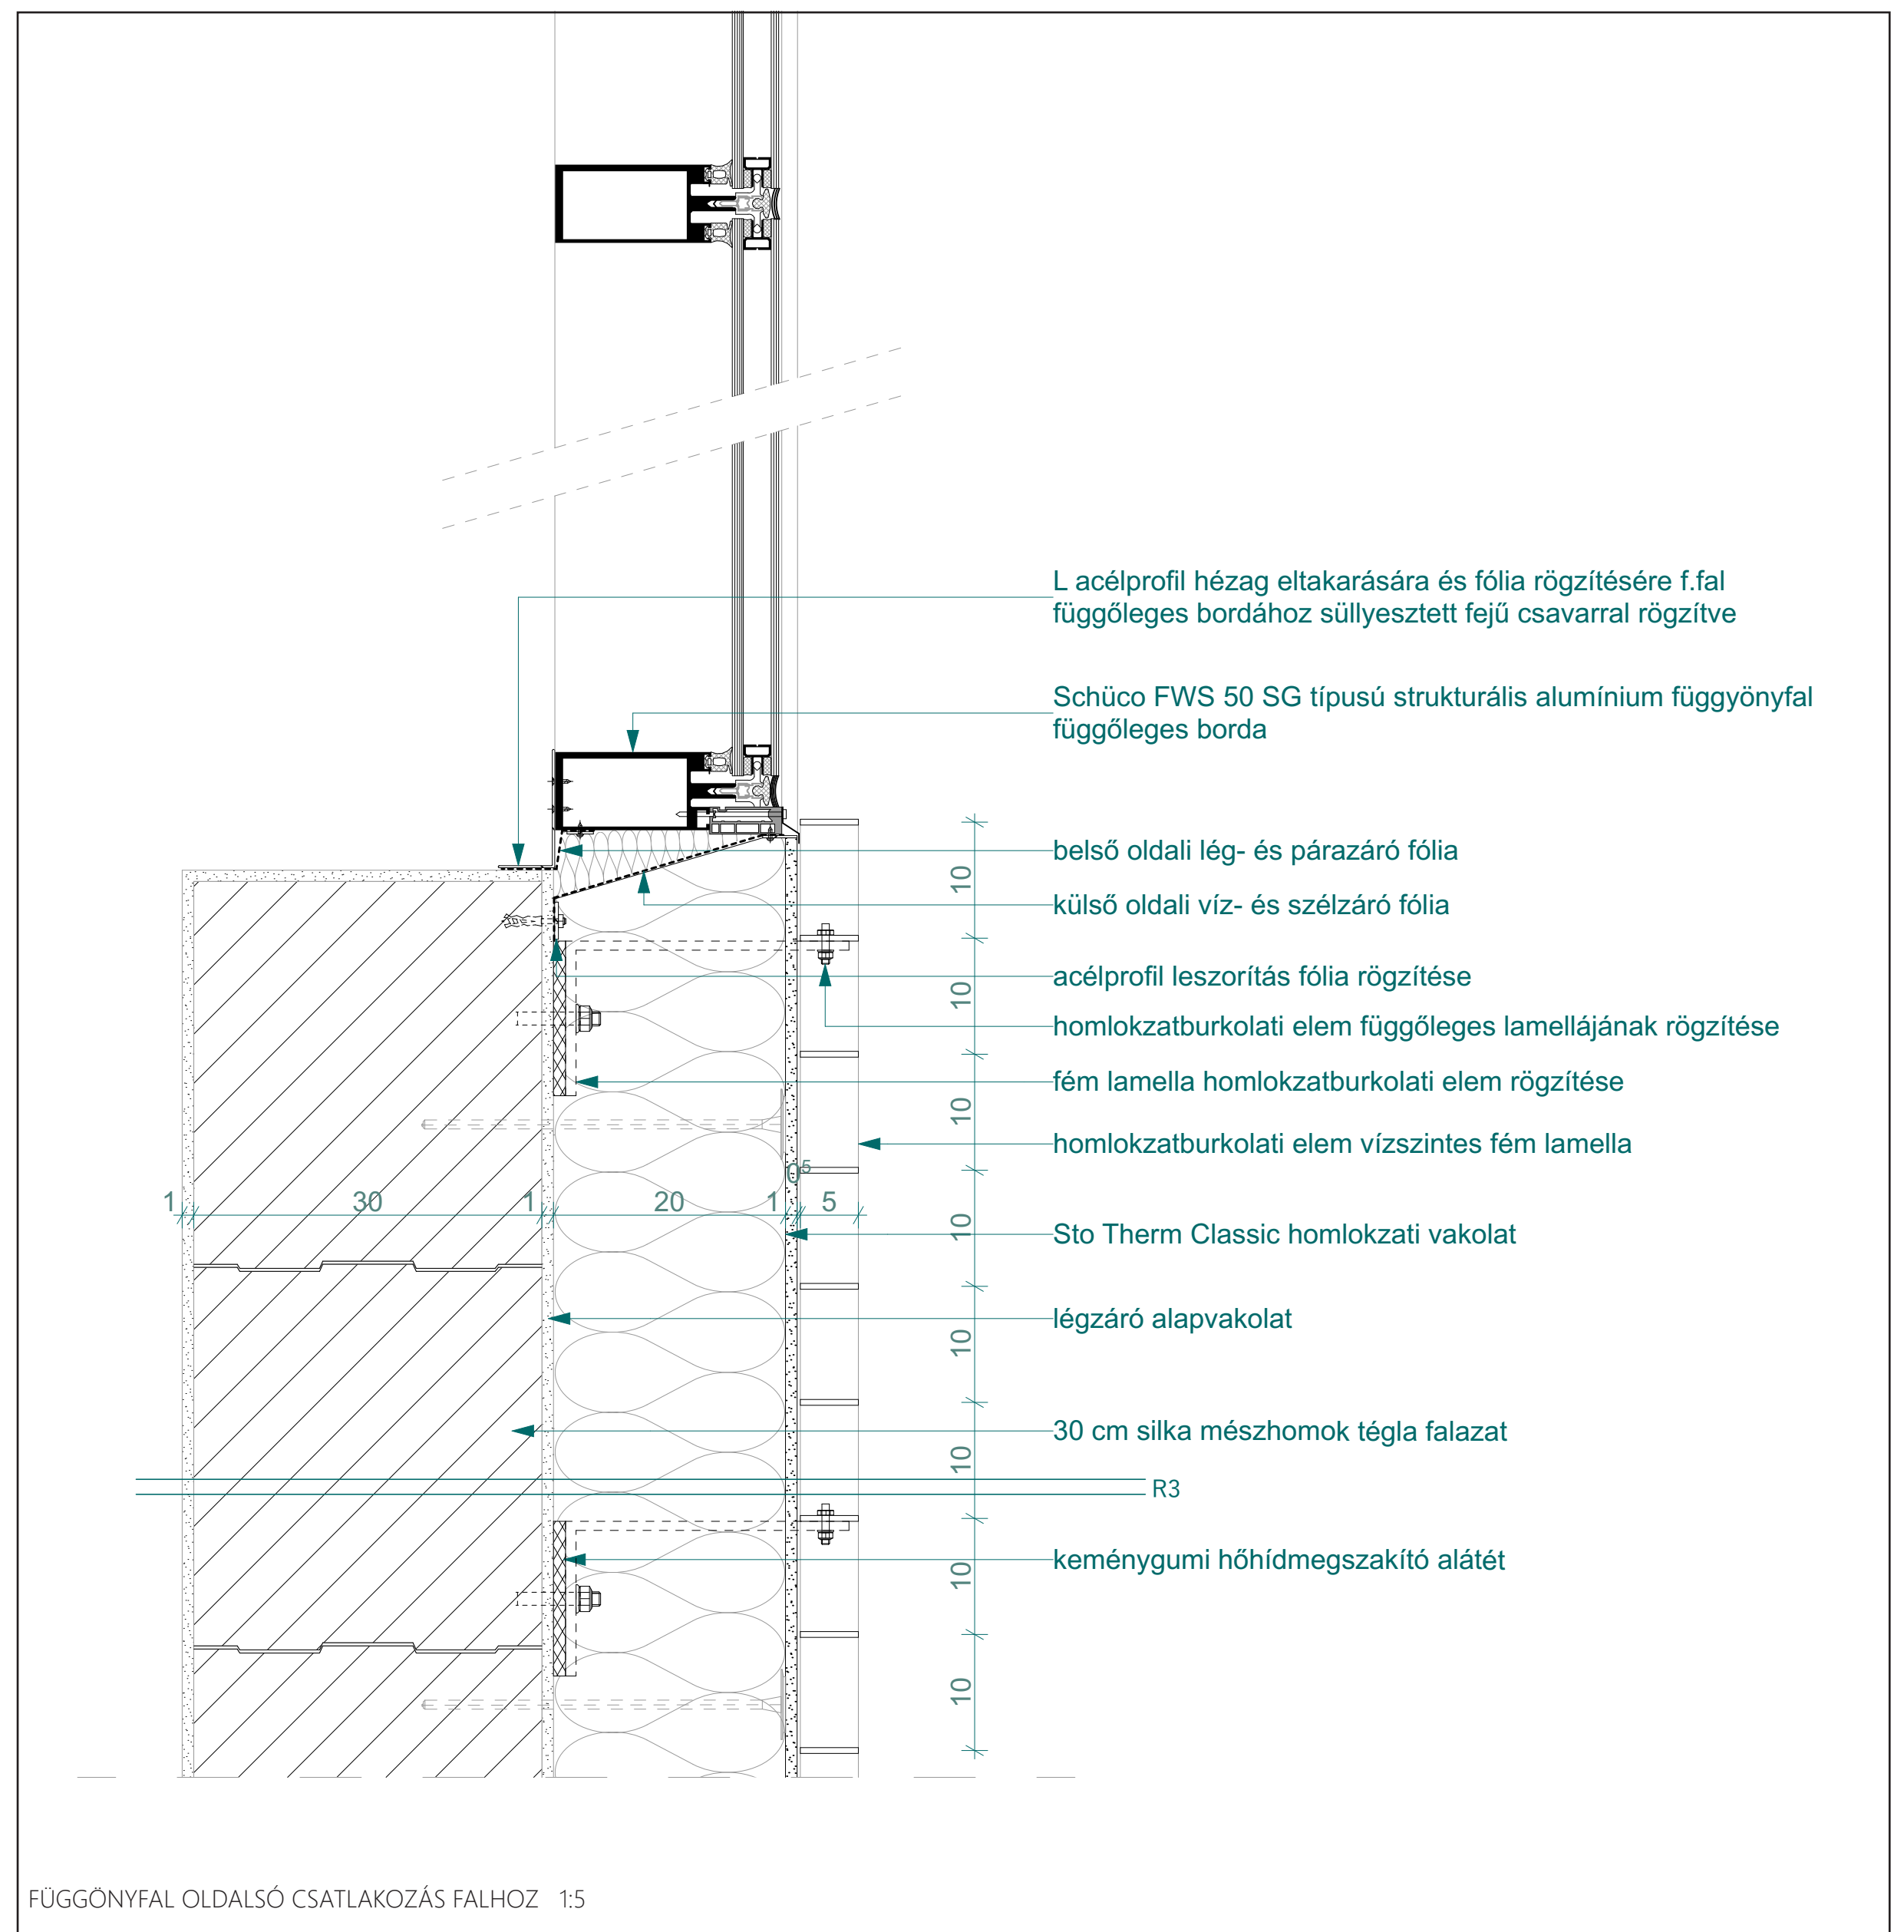 L acélprofil hézag eltakarására és fólia rögzítésére f.fal
függőleges bordához süllyesztett fejű csavarral rögzítve
Schüco FWS 50 SG típusú strukturális alumínium függyönyfal
függőleges borda
belső oldali lég- és párazáró fólia
10
külső oldali víz- és szélzáró fólia
acélprofil leszorítás fólia rögzítése
10
homlokzatburkolati elem függőleges lamellájának rögzítése
fém lamella homlokzatburkolati elem rögzítése
10
homlokzatburkolati elem vízszintes fém lamella
1 30 1 20 1 0⁵ 5
10
Sto Therm Classic homlokzati vakolat
légzáró alapvakolat
10
30 cm silka mészhomok tégla falazat
10
R3
keménygumi hőhídmegszakító alátét
10
10
FÜGGÖNYFAL OLDALSÓ CSATLAKOZÁS FALHOZ 1:5